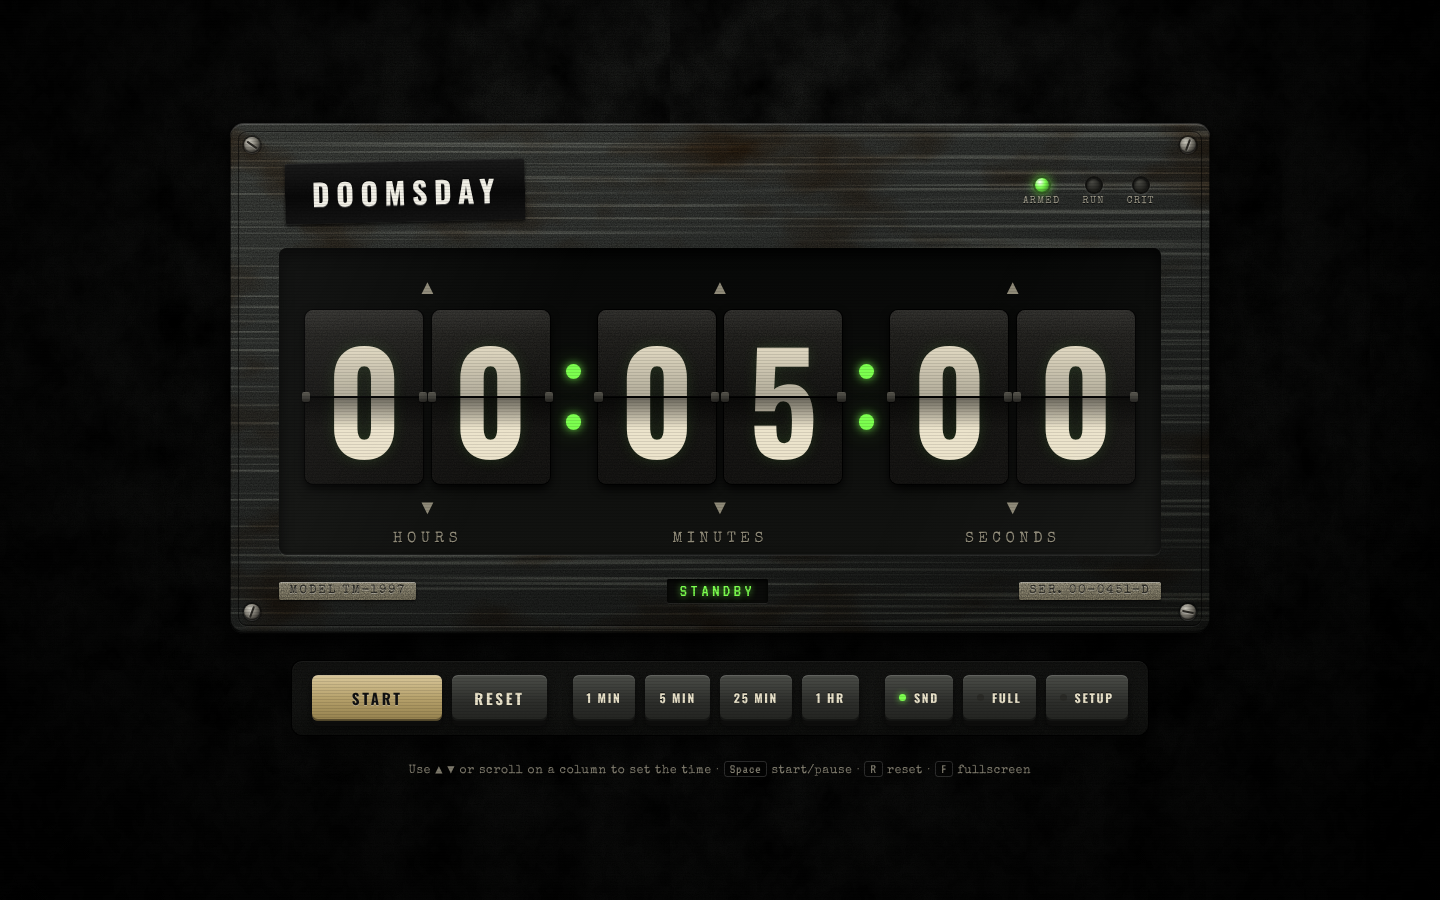 DOOMSDAY
ARMED RUN CRIT
▲ ▲ ▲
00:05:00
▼ ▼ ▼
HOURS MINUTES SECONDS
MODEL TM-1997 STANDBY SER. 00-0451-D
START RESET 1 MIN 5 MIN 25 MIN 1 HR SND FULL SETUP
Use ▲▼ or scroll on a column to set the time · Space start/pause · R reset · F fullscreen